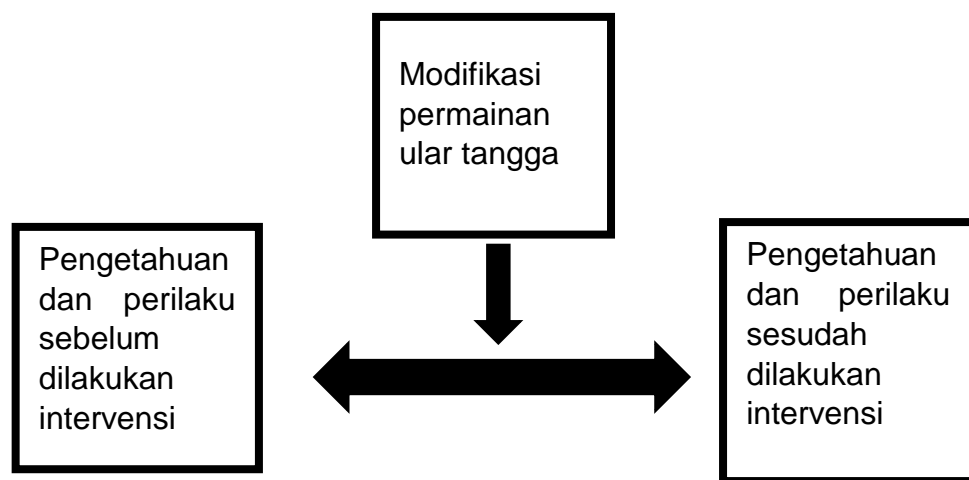 Modifikasi
permainan
ular tangga
Pengetahuan
dan perilaku
sebelum
dilakukan
intervensi
Pengetahuan
dan perilaku
sesudah
dilakukan
intervensi